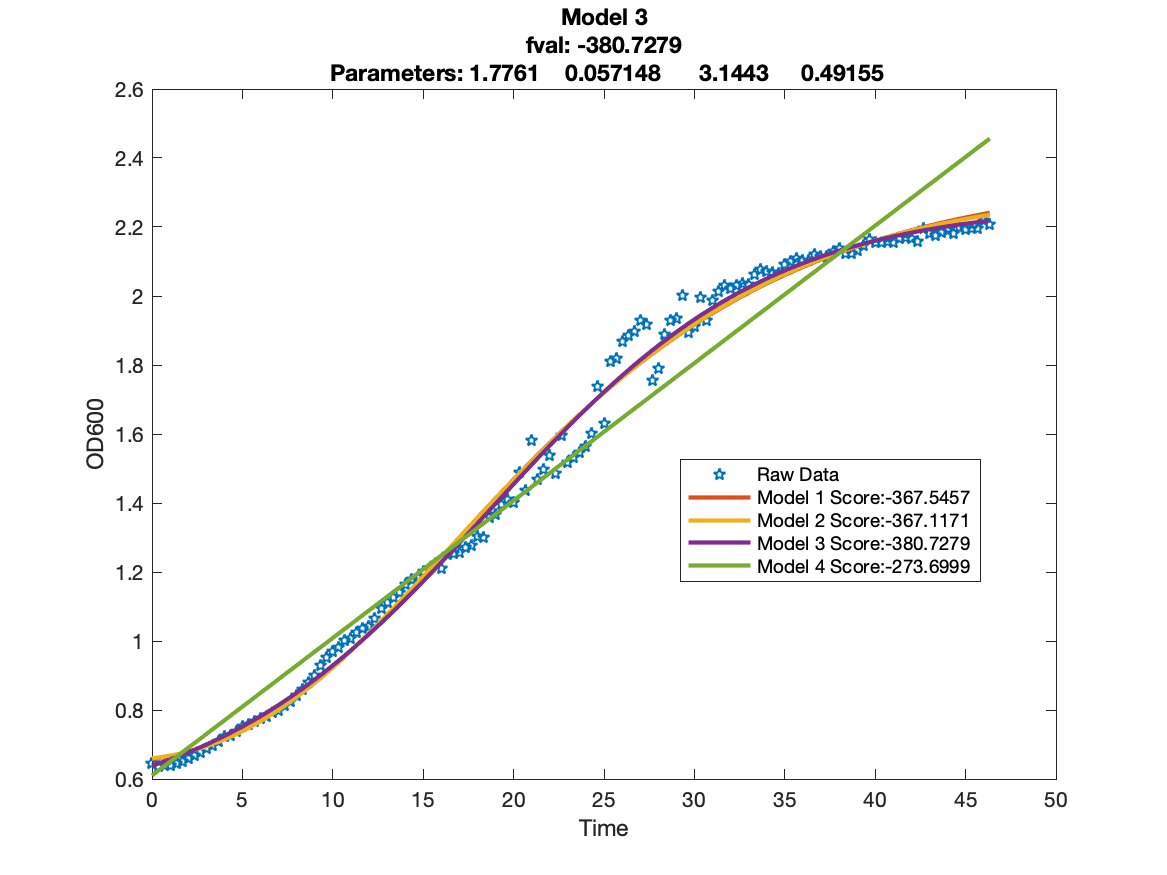 Model 3
fval: -380.7279
Parameters: 1.7761 0.057148 3.1443 0.49155
2.6
2.4
2.2
2
1.8
1.6
1.4
1.2
1
0.8
0.6
OD600
Raw Data
Model 1 Score:-367.5457
Model 2 Score:-367.1171
Model 3 Score:-380.7279
Model 4 Score:-273.6999
0 5 10 15 20 25 30 35 40 45 50
Time